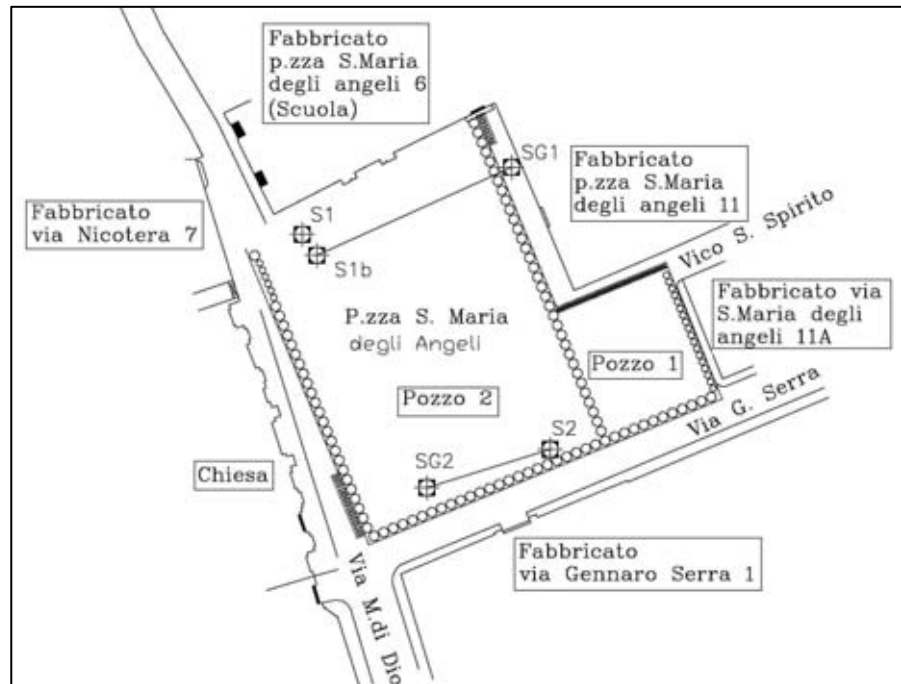 Fabbricato
p.zza S.Maria
degli angeli 6
(Scuola)
SG1
Fabbricato
p.zza S.Maria
degli angeli 11
Fabbricato
via Nicotera 7
S1
S1b
Vico S. Spirito
Fabbricato via
S.Maria degli
angeli 11A
P.zza S. Maria
degli Angeli
Pozzo 1
Pozzo 2
Via G. Serra
S2
SG2
Chiesa
Fabbricato
via Gennaro Serra 1
Via M.di Dio